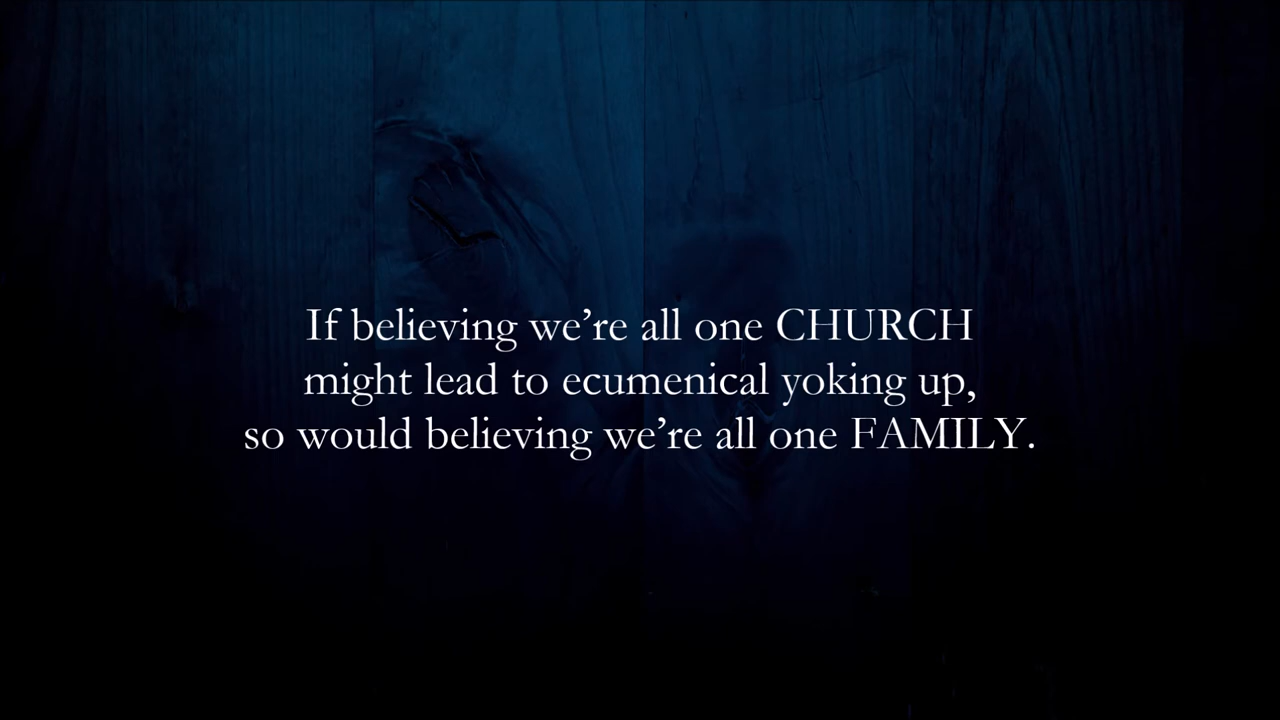 If believing we’re all one CHURCH
might lead to ecumenical yoking up,
so would believing we’re all one FAMILY.